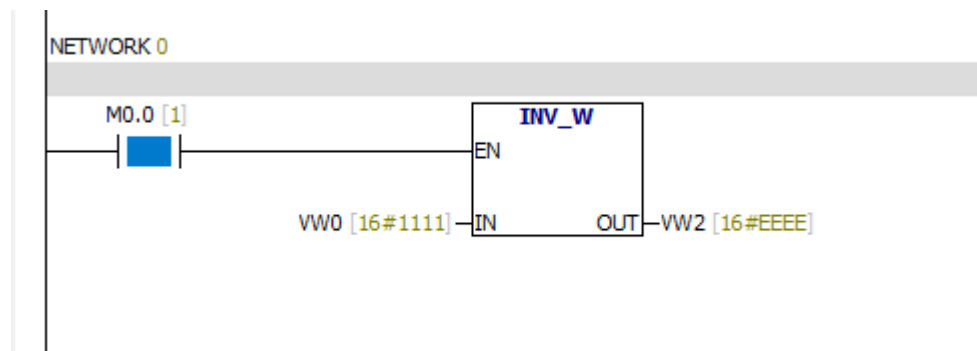 NETWORK 0
M0.0 [1]
INV_W
EN
VW0 [16#1111] IN OUT VW2 [16#EEEE]